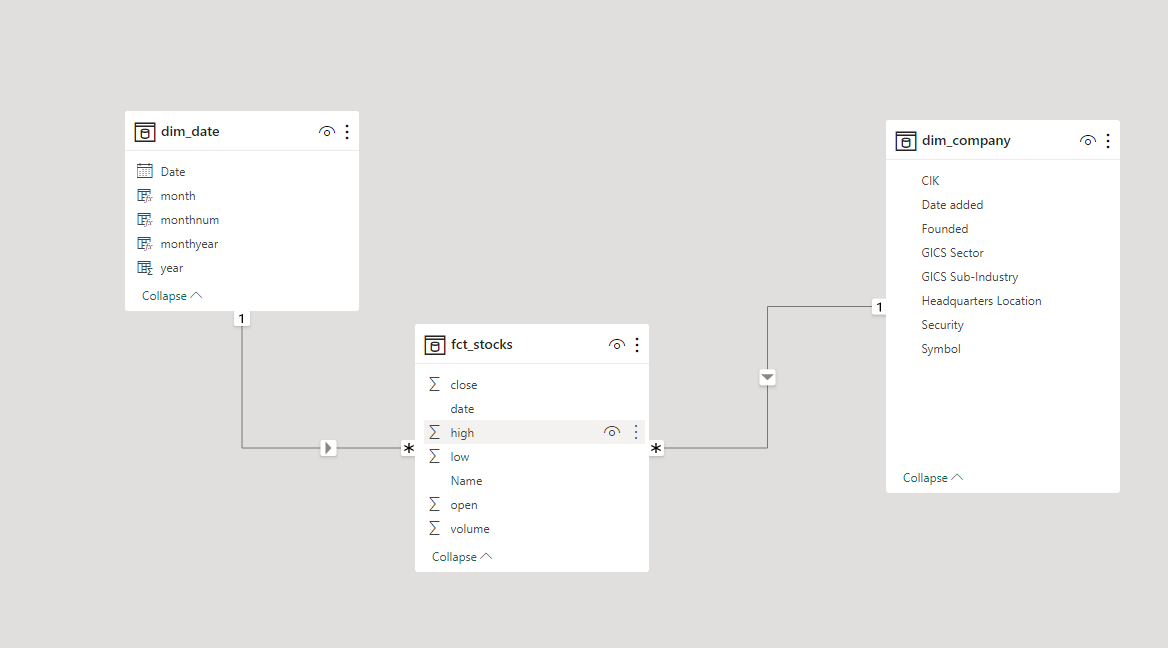 dim_date
Date
month
monthnum
monthyear
year
Collapse
1
dim_company
CIK
Date added
Founded
GICS Sector
GICS Sub-Industry
Headquarters Location
Security
Symbol
Collapse
1
fct_stocks
close
date
high
low
Name
open
volume
Collapse
*
*